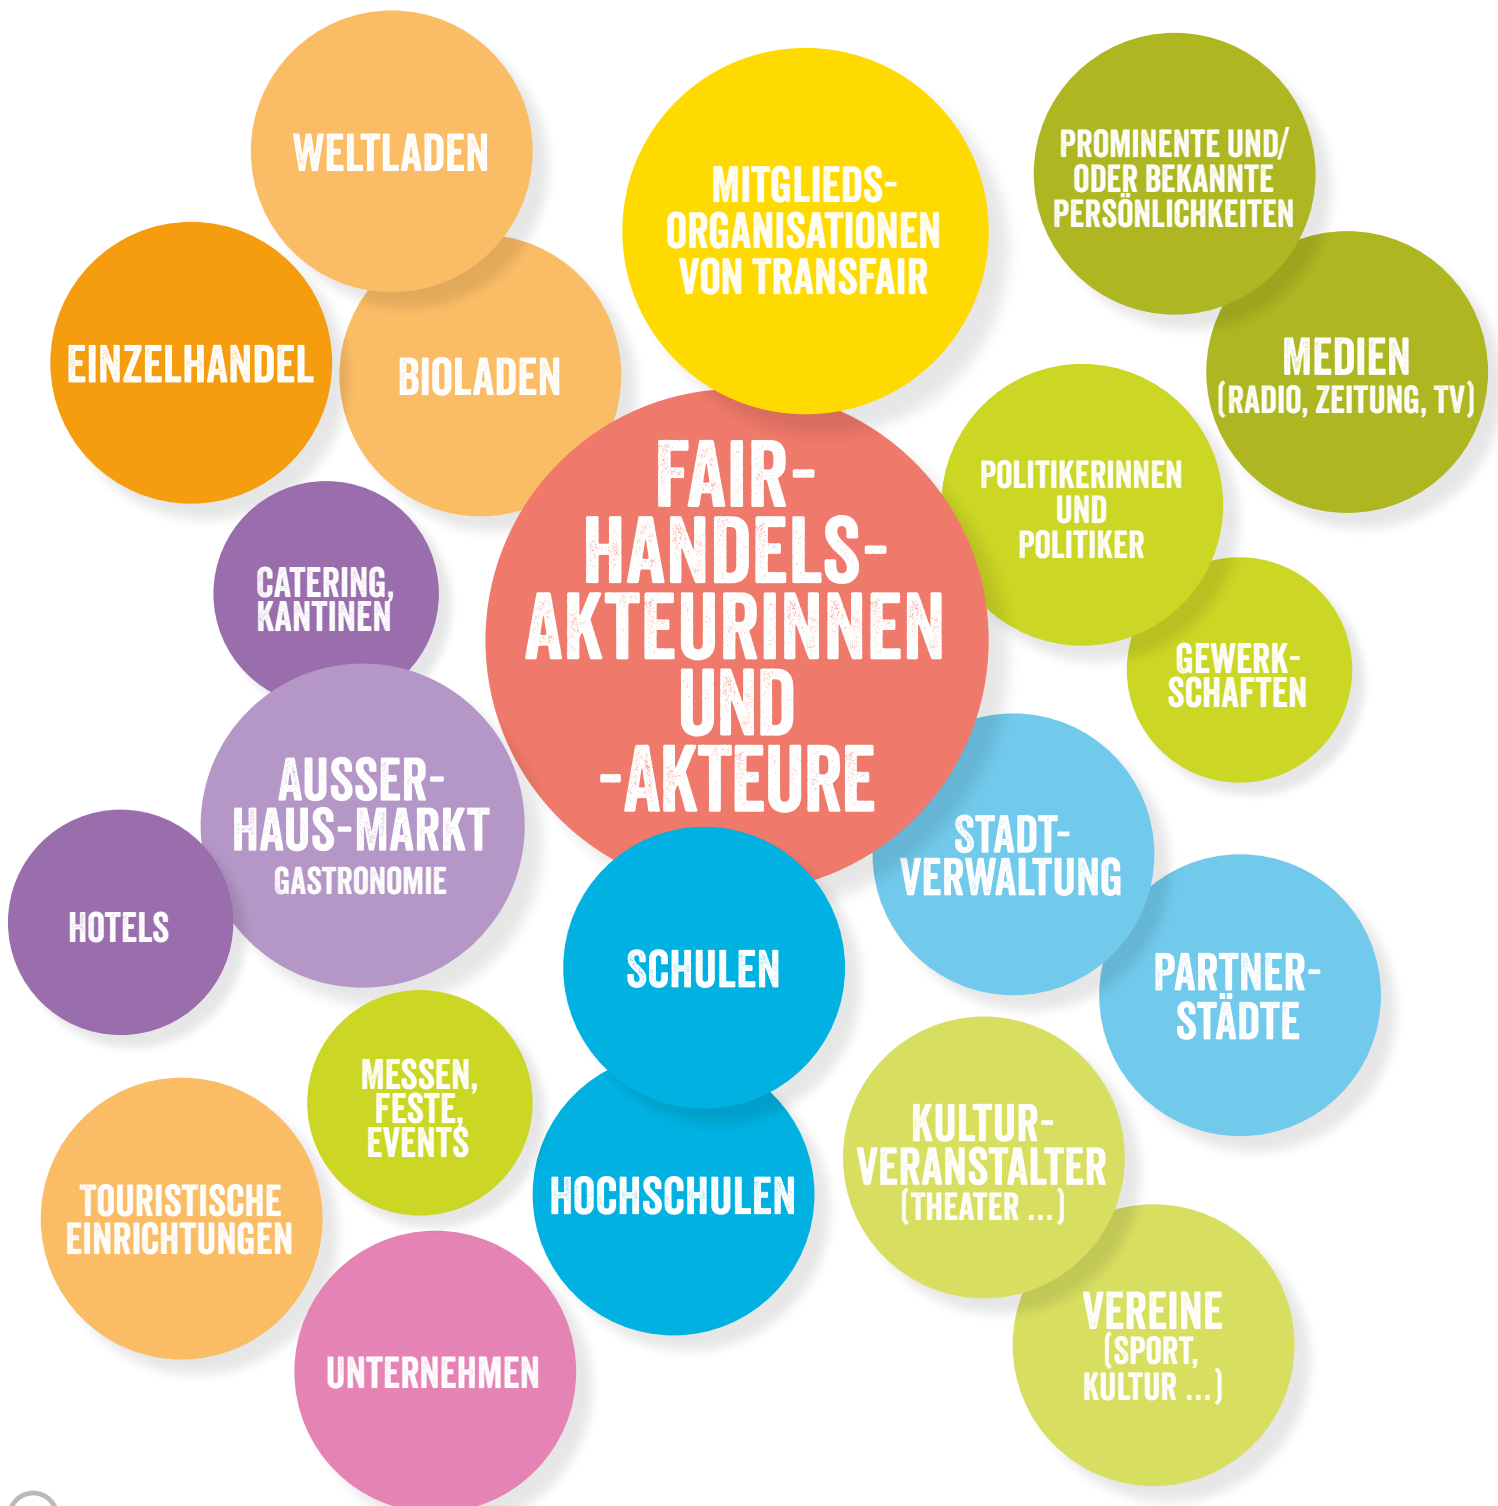 WELTLADEN
MITGLIEDS-
ORGANISATIONEN
VON TRANSFAIR
PROMINENTE UND/
ODER BEKANNTE
PERSÖNLICHKEITEN
EINZELHANDEL
BIOLADEN
MEDIEN
(RADIO, ZEITUNG, TV)
FAIR-
HANDELS-
AKTEURINNEN
UND
-AKTEURE
POLITIKERINNEN
UND
POLITIKER
CATERING,
KANTINEN
GEWERK-
SCHAFTEN
AUSSER-
HAUS-MARKT
GASTRONOMIE
STADT-
VERWALTUNG
HOTELS
SCHULEN
PARTNER-
STÄDTE
MESSEN,
FESTE,
EVENTS
KULTUR-
VERANSTALTER
(THEATER ...)
TOURISTISCHE
EINRICHTUNGEN
HOCHSCHULEN
VEREINE
(SPORT,
KULTUR ...)
UNTERNEHMEN